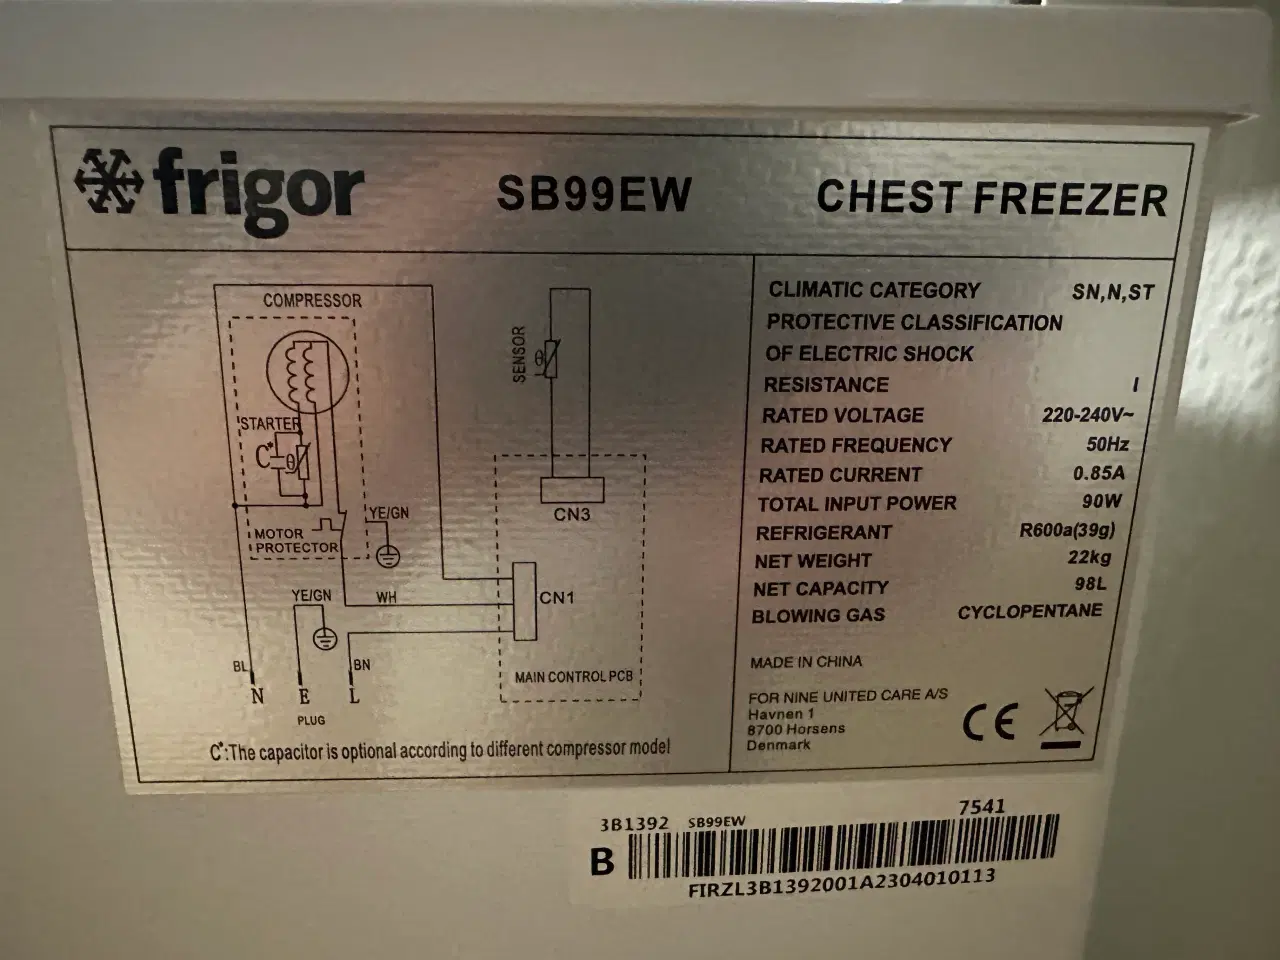 frigor SB99EW CHEST FREEZER
COMPRESSOR
STARTER
C*
θ
MOTOR
PROTECTOR
YE/GN
YE/GN
WH
BL
BN
N E L
PLUG
SENSOR
θ
CN3
CN1
MAIN CONTROL PCB
C*:The capacitor is optional according to different compressor model
CLIMATIC CATEGORY SN,N,ST
PROTECTIVE CLASSIFICATION
OF ELECTRIC SHOCK
RESISTANCE I
RATED VOLTAGE 220-240V~
RATED FREQUENCY 50Hz
RATED CURRENT 0.85A
TOTAL INPUT POWER 90W
REFRIGERANT R600a(39g)
NET WEIGHT 22kg
NET CAPACITY 98L
BLOWING GAS CYCLOPENTANE
MADE IN CHINA
FOR NINE UNITED CARE A/S
Havnen 1
8700 Horsens
Denmark
CE
3B1392 SB99EW 7541
B
FIRZL3B1392001A2304010113